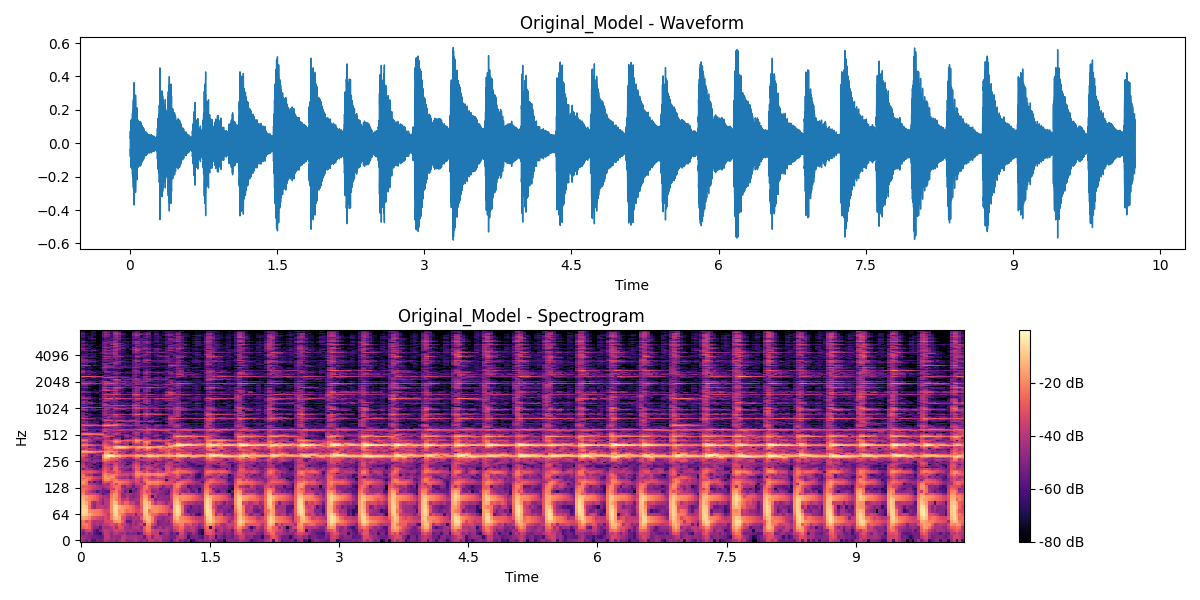 Original_Model - Waveform
0.6
0.4
0.2
0.0
−0.2
−0.4
−0.6
0 1.5 3 4.5 6 7.5 9 10
Time
Original_Model - Spectrogram
Hz
4096
2048
1024
512
256
128
64
0
0 1.5 3 4.5 6 7.5 9
Time
-20 dB
-40 dB
-60 dB
-80 dB